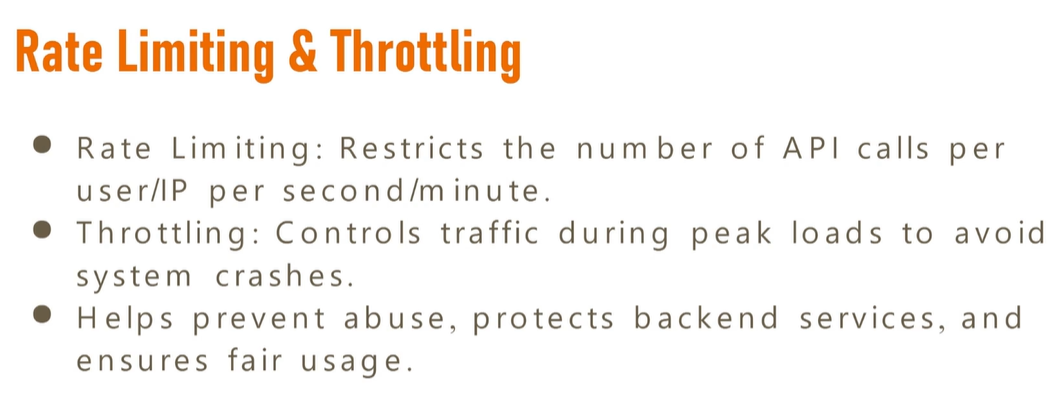 Rate Limiting & Throttling
● Rate Limiting: Restricts the number of API calls per
user/IP per second/minute.
● Throttling: Controls traffic during peak loads to avoid
system crashes.
● Helps prevent abuse, protects backend services, and
ensures fair usage.